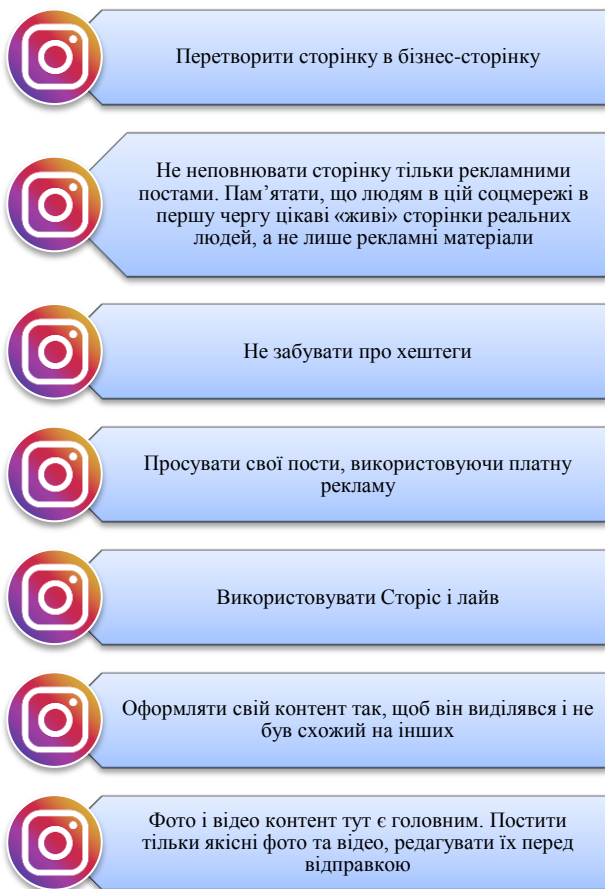 Перетворити сторінку в бізнес-сторінку
Не неповнювати сторінку тільки рекламними
постами. Пам’ятати, що людям в цій соцмережі в
першу чергу цікаві «живі» сторінки реальних
людей, а не лише рекламні матеріали
Не забувати про хештеги
Просувати свої пости, використовуючи платну
рекламу
Використовувати Сторіс і лайв
Оформляти свій контент так, щоб він виділявся і не
був схожий на інших
Фото і відео контент тут є головним. Постити
тільки якісні фото та відео, редагувати їх перед
відправкою